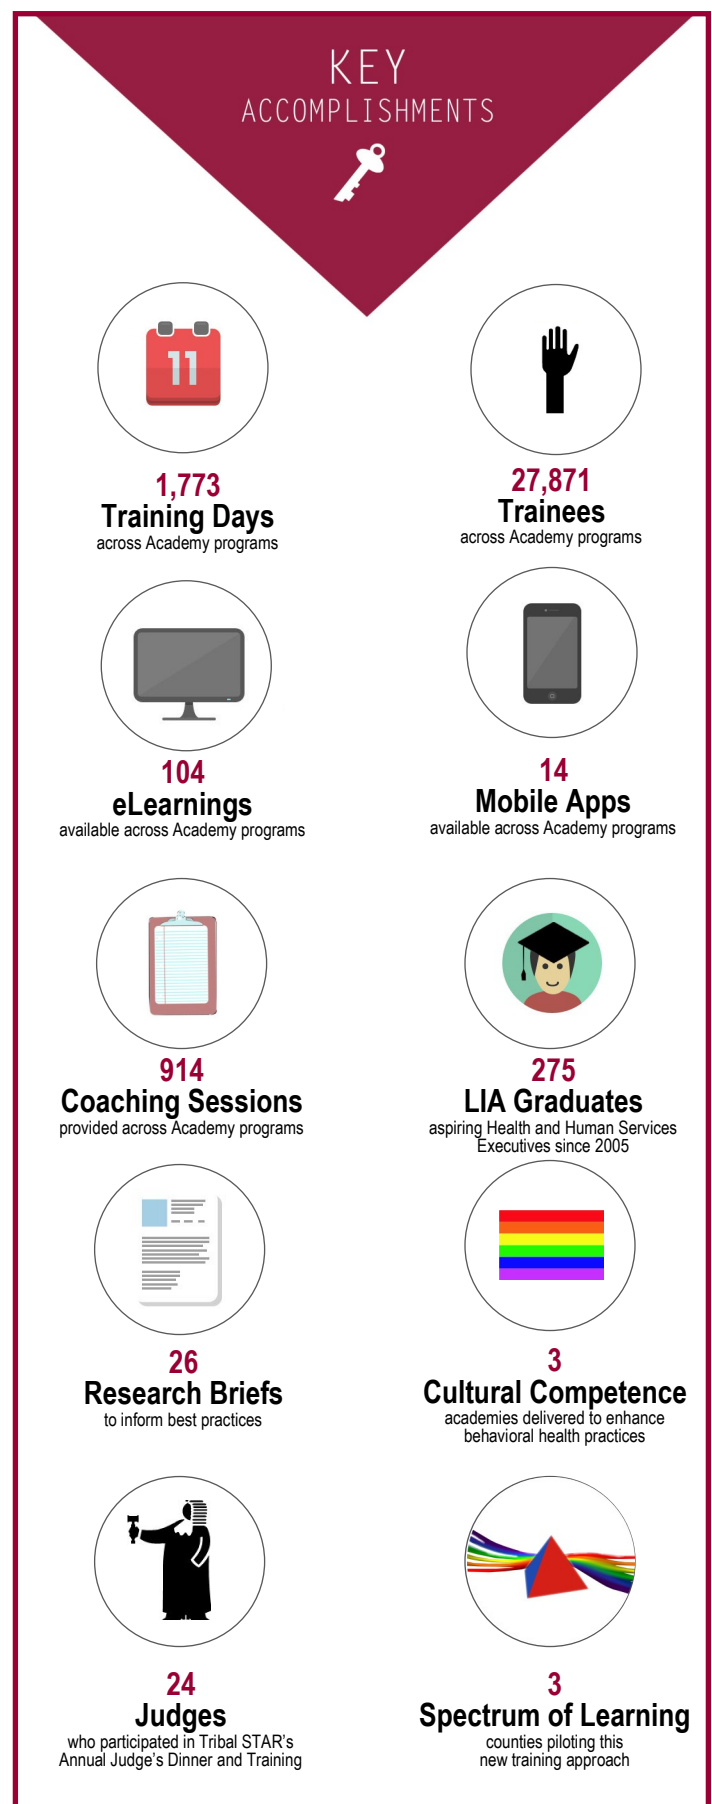 KEY
ACCOMPLISHMENTS
11
1,773
Training Days
across Academy programs
27,871
Trainees
across Academy programs
104
eLearnings
available across Academy programs
14
Mobile Apps
available across Academy programs
914
Coaching Sessions
provided across Academy programs
275
LIA Graduates
aspiring Health and Human Services
Executives since 2005
26
Research Briefs
to inform best practices
3
Cultural Competence
academies delivered to enhance
behavioral health practices
24
Judges
who participated in Tribal STAR's
Annual Judge's Dinner and Training
3
Spectrum of Learning
counties piloting this
new training approach